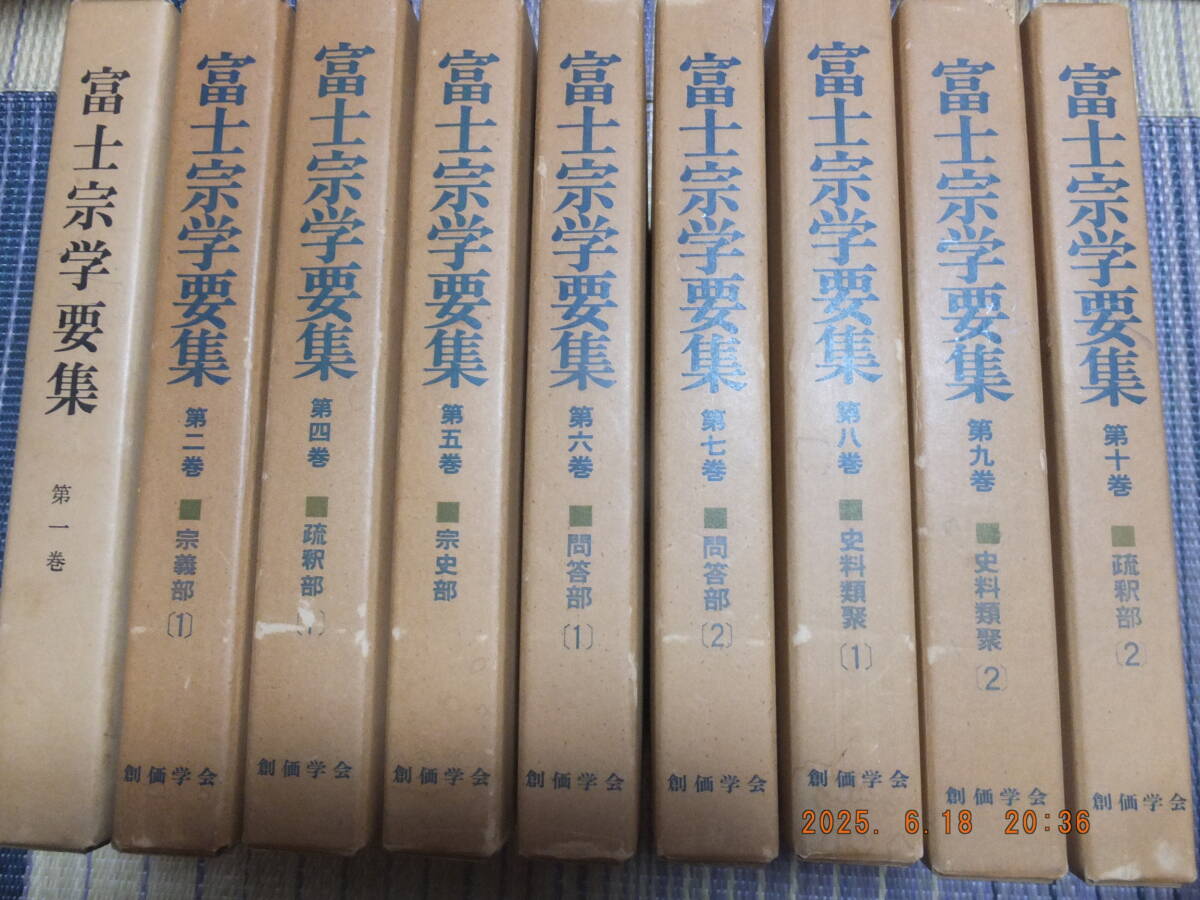 富士宗学要集
第一巻
富士宗学要集
第二巻
宗義部
〔1〕
創価学会
富士宗学要集
第四巻
疏釈部
創価学会
富士宗学要集
第五巻
宗史部
創価学会
富士宗学要集
第六巻
問答部
〔1〕
創価学会
富士宗学要集
第七巻
問答部
〔2〕
創価学会
富士宗学要集
第八巻
史料類聚
〔1〕
創価学会
富士宗学要集
第九巻
史料類聚
〔2〕
創価学会
富士宗学要集
第十巻
疏釈部
〔2〕
創価学会
2025. 6.18 20:36